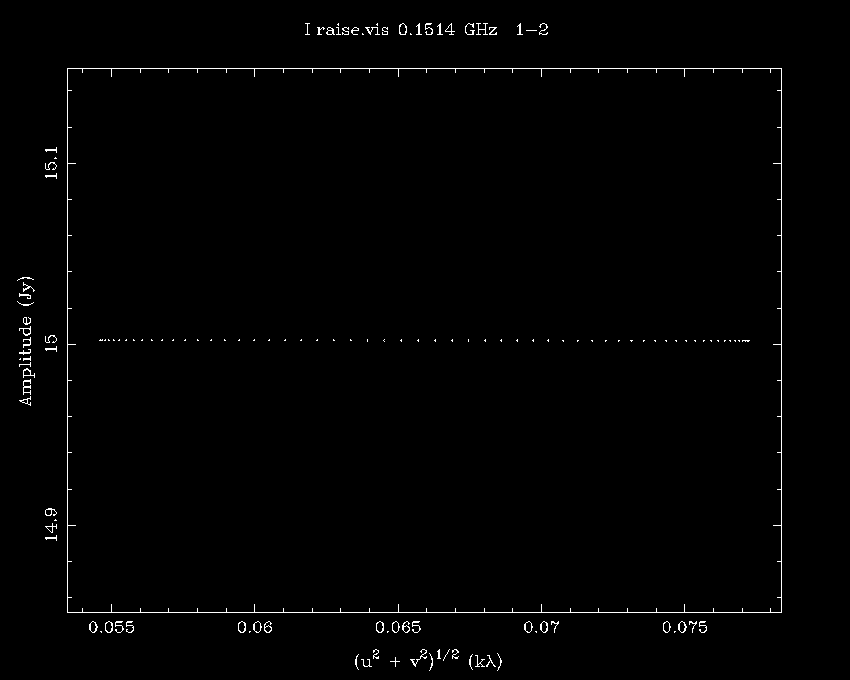 I raise.vis 0.1514 GHz 1−2
15.1
15
14.9
Amplitude (Jy)
0.055 0.06 0.065 0.07 0.075
(u² + v²)^1/2 (kλ)